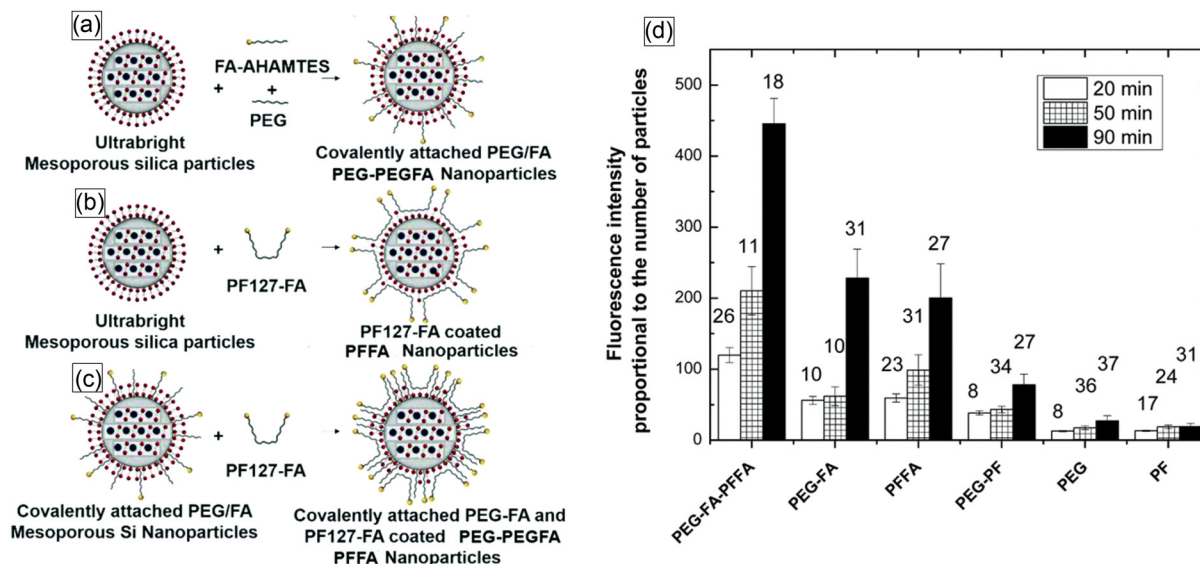 (a)
FA-AHAMTES
+
+
PEG
Ultrabright
Mesoporous silica particles
Covalently attached PEG/FA
PEG-PEGFA Nanoparticles
(b)
+
PF127-FA
Ultrabright
Mesoporous silica particles
PF127-FA coated
PFFA Nanoparticles
(c)
+
PF127-FA
Covalently attached PEG/FA
Mesoporous Si Nanoparticles
Covalently attached PEG-FA and
PF127-FA coated PEG-PEGFA
PFFA Nanoparticles
(d)
Fluorescence intensity
proportional to the number of particles
500
400
300
200
100
0
20 min
50 min
90 min
26
11
18
10
10
31
23
31
27
8
34
27
8
36
37
17
24
31
PEG-FA-PFFA
PEG-FA
PFFA
PEG-PF
PEG
PF